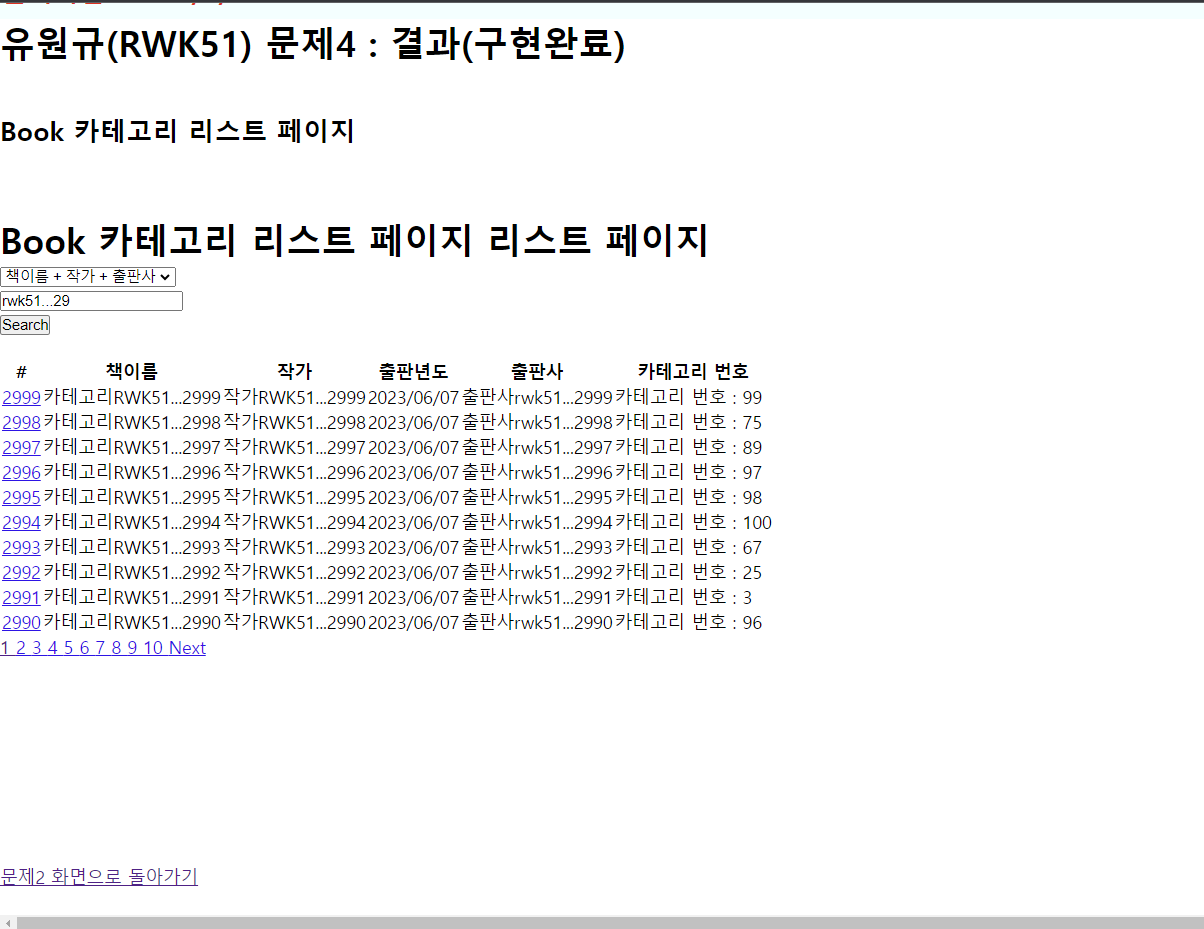 유원규(RWK51) 문제4 : 결과(구현완료)
Book 카테고리 리스트 페이지
Book 카테고리 리스트 페이지 리스트 페이지
책이름 + 작가 + 출판사
rwk51...29
Search
# 책이름 작가 출판년도 출판사 카테고리 번호
2999 카테고리RWK51...2999 작가RWK51...2999 2023/06/07 출판사rwk51...2999 카테고리 번호 : 99
2998 카테고리RWK51...2998 작가RWK51...2998 2023/06/07 출판사rwk51...2998 카테고리 번호 : 75
2997 카테고리RWK51...2997 작가RWK51...2997 2023/06/07 출판사rwk51...2997 카테고리 번호 : 89
2996 카테고리RWK51...2996 작가RWK51...2996 2023/06/07 출판사rwk51...2996 카테고리 번호 : 97
2995 카테고리RWK51...2995 작가RWK51...2995 2023/06/07 출판사rwk51...2995 카테고리 번호 : 98
2994 카테고리RWK51...2994 작가RWK51...2994 2023/06/07 출판사rwk51...2994 카테고리 번호 : 100
2993 카테고리RWK51...2993 작가RWK51...2993 2023/06/07 출판사rwk51...2993 카테고리 번호 : 67
2992 카테고리RWK51...2992 작가RWK51...2992 2023/06/07 출판사rwk51...2992 카테고리 번호 : 25
2991 카테고리RWK51...2991 작가RWK51...2991 2023/06/07 출판사rwk51...2991 카테고리 번호 : 3
2990 카테고리RWK51...2990 작가RWK51...2990 2023/06/07 출판사rwk51...2990 카테고리 번호 : 96
1 2 3 4 5 6 7 8 9 10 Next
문제2 화면으로 돌아가기